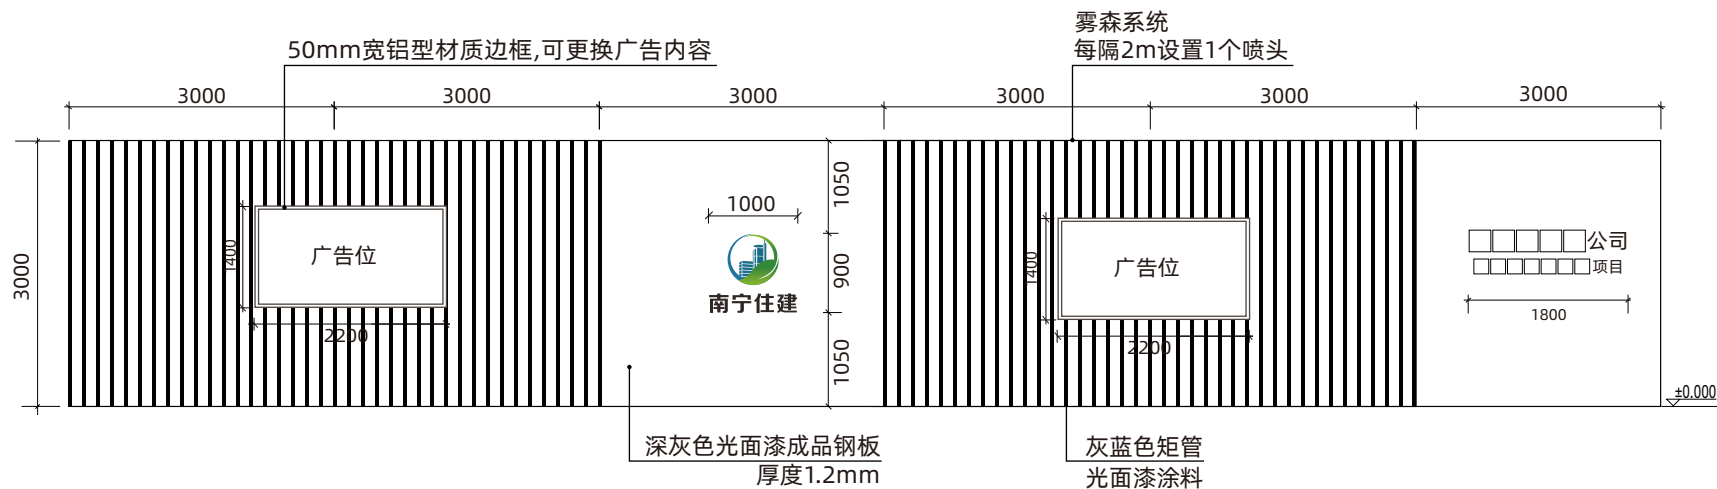 雾森系统
50mm宽铝型材质边框,可更换广告内容
每隔2m设置1个喷头
3000
3000
3000
3000
3000
3000
3000
1400
广告位
2200
1000
南宁住建
1050
900
1050
1400
广告位
2200
□□□□□公司
□□□□□□□项目
1800
±0.000
深灰色光面漆成品钢板
厚度1.2mm
灰蓝色矩管
光面漆涂料